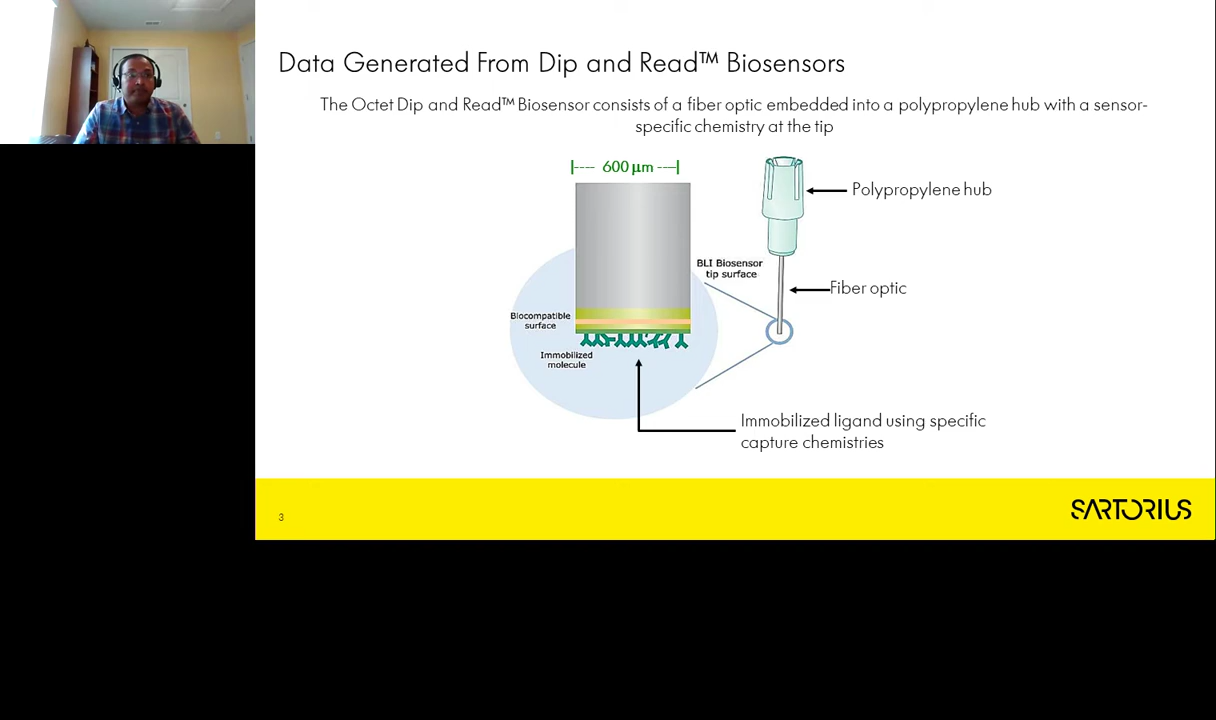 Data Generated From Dip and Read™ Biosensors
The Octet Dip and Read™ Biosensor consists of a fiber optic embedded into a polypropylene hub with a sensor-
specific chemistry at the tip
600 µm
Polypropylene hub
BLI Biosensor
tip surface
Fiber optic
Biocompatible
surface
Immobilized
molecule
Immobilized ligand using specific
capture chemistries
3
SARTORIUS